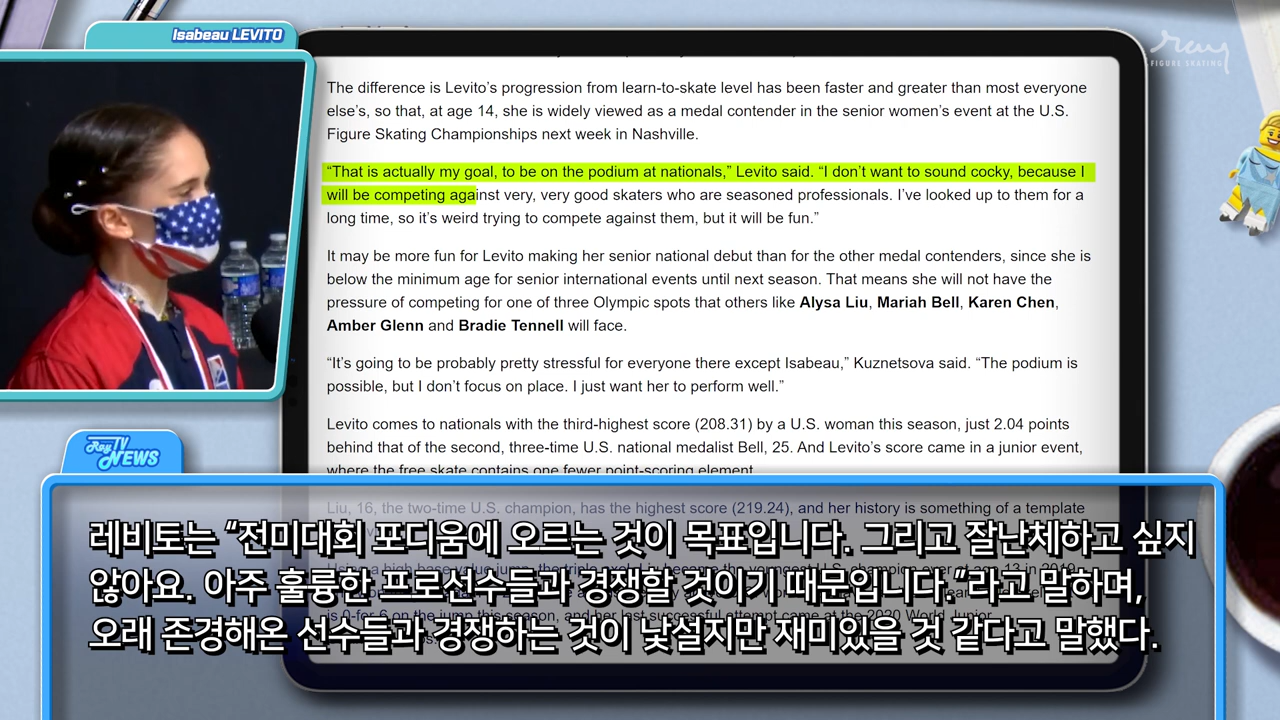 Isabeau LEVITO
Ray
FIGURE SKATING
The difference is Levito’s progression from learn-to-skate level has been faster and greater than most everyone
else’s, so that, at age 14, she is widely viewed as a medal contender in the senior women’s event at the U.S.
Figure Skating Championships next week in Nashville.
“That is actually my goal, to be on the podium at nationals,” Levito said. “I don’t want to sound cocky, because I
will be competing against very, very good skaters who are seasoned professionals. I’ve looked up to them for a
long time, so it’s weird trying to compete against them, but it will be fun.”
It may be more fun for Levito making her senior national debut than for the other medal contenders, since she is
below the minimum age for senior international events until next season. That means she will not have the
pressure of competing for one of three Olympic spots that others like Alysa Liu, Mariah Bell, Karen Chen,
Amber Glenn and Bradie Tennell will face.
“It’s going to be probably pretty stressful for everyone there except Isabeau,” Kuznetsova said. “The podium is
possible, but I don’t focus on place. I just want her to perform well.”
Levito comes to nationals with the third-highest score (208.31) by a U.S. woman this season, just 2.04 points
behind that of the second, three-time U.S. national medalist Bell, 25. And Levito’s score came in a junior event,
where the free skate contains one fewer point-scoring element.
Liu, 16, the two-time U.S. champion, has the highest score (219.24), and her history is something of a template
Ray TV
NEWS
레비토는 “전미대회 포디움에 오르는 것이 목표입니다. 그리고 잘난체하고 싶지
않아요. 아주 훌륭한 프로선수들과 경쟁할 것이기 때문입니다.“라고 말하며,
오래 존경해온 선수들과 경쟁하는 것이 낯설지만 재미있을 것 같다고 말했다.